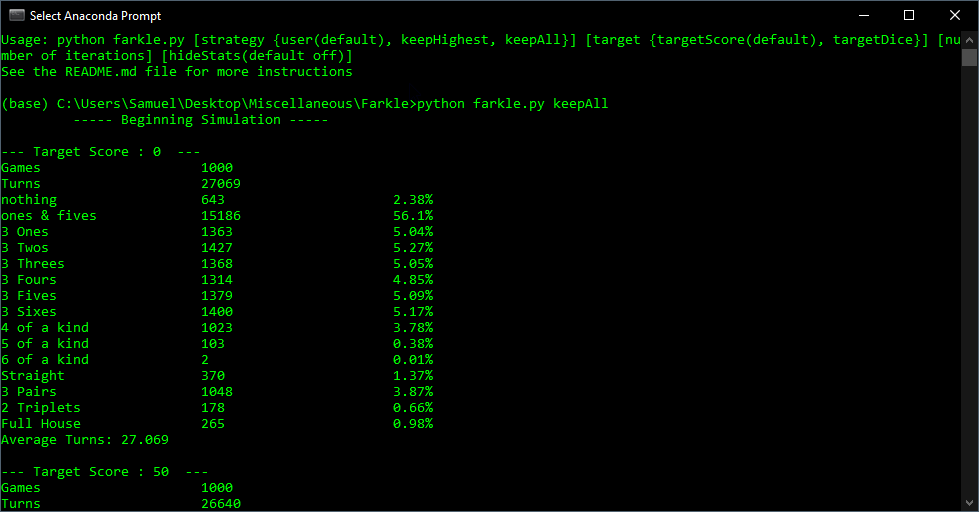 Select Anaconda Prompt
Usage: python farkle.py [strategy {user(default), keepHighest, keepAll}] [target {targetScore(default), targetDice}] [nu
mber of iterations] [hideStats(default off)]
See the README.md file for more instructions
(base) C:\Users\Samuel\Desktop\Miscellaneous\Farkle>python farkle.py keepAll
----- Beginning Simulation -----
--- Target Score : 0  ---
Games 1000
Turns 27069
nothing 643 2.38%
ones & fives 15186 56.1%
3 Ones 1363 5.04%
3 Twos 1427 5.27%
3 Threes 1368 5.05%
3 Fours 1314 4.85%
3 Fives 1379 5.09%
3 Sixes 1400 5.17%
4 of a kind 1023 3.78%
5 of a kind 103 0.38%
6 of a kind 2 0.01%
Straight 370 1.37%
3 Pairs 1048 3.87%
2 Triplets 178 0.66%
Full House 265 0.98%
Average Turns: 27.069
--- Target Score : 50  ---
Games 1000
Turns 26640